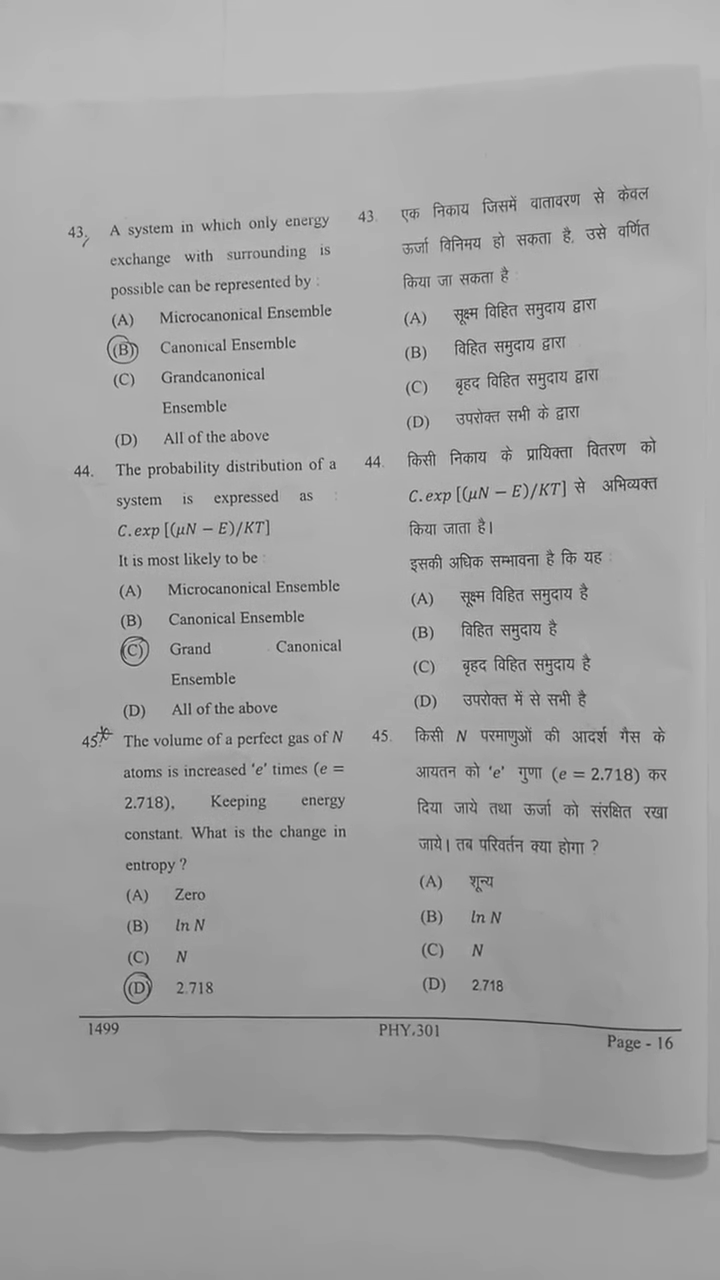 43. A system in which only energy
exchange with surrounding is
possible can be represented by :
(A) Microcanonical Ensemble
(B) Canonical Ensemble
(C) Grandcanonical
Ensemble
(D) All of the above
44. The probability distribution of a
system is expressed as :
C.exp [(μN − E)/KT]
It is most likely to be :
(A) Microcanonical Ensemble
(B) Canonical Ensemble
(C) Grand Canonical
Ensemble
(D) All of the above
45. The volume of a perfect gas of N
atoms is increased ‘e’ times (e =
2.718), Keeping energy
constant. What is the change in
entropy ?
(A) Zero
(B) ln N
(C) N
(D) 2.718
43. एक निकाय जिसमें वातावरण से केवल
ऊर्जा विनिमय हो सकता है, उसे वर्णित
किया जा सकता है :
(A) सूक्ष्म विहित समुदाय द्वारा
(B) विहित समुदाय द्वारा
(C) बृहद विहित समुदाय द्वारा
(D) उपरोक्त सभी के द्वारा
44. किसी निकाय के प्रायिक्ता वितरण को
C.exp [(μN − E)/KT] से अभिव्यक्त
किया जाता है।
इसकी अधिक सम्भावना है कि यह :
(A) सूक्ष्म विहित समुदाय है
(B) विहित समुदाय है
(C) बृहद विहित समुदाय है
(D) उपरोक्त में से सभी है
45. किसी N परमाणुओं की आदर्श गैस के
आयतन को ‘e’ गुणा (e = 2.718) कर
दिया जाये तथा ऊर्जा को संरक्षित रखा
जाये। तब परिवर्तन क्या होगा ?
(A) शून्य
(B) ln N
(C) N
(D) 2.718
1499 PHY.301 Page - 16